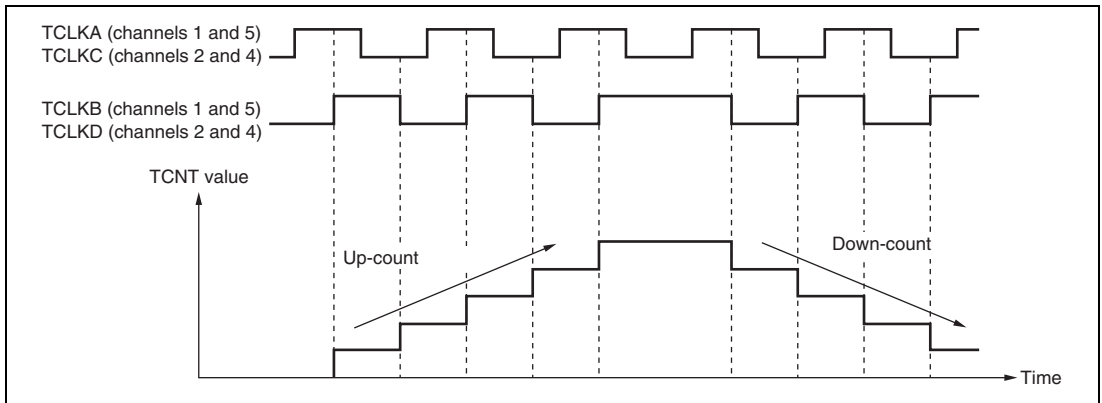 TCLKA (channels 1 and 5)
TCLKC (channels 2 and 4)
TCLKB (channels 1 and 5)
TCLKD (channels 2 and 4)
TCNT value
Up-count
Down-count
Time